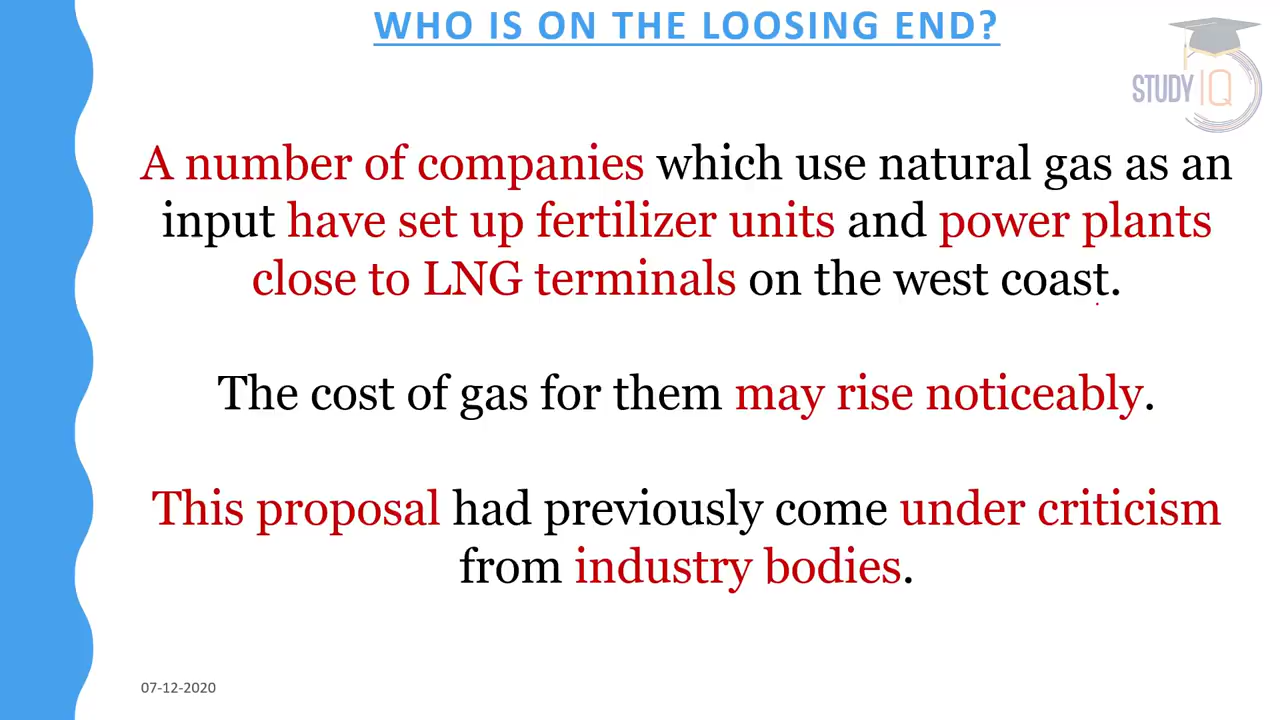 WHO IS ON THE LOOSING END?
STUDY IQ
A number of companies which use natural gas as an
input have set up fertilizer units and power plants
close to LNG terminals on the west coast.
The cost of gas for them may rise noticeably.
This proposal had previously come under criticism
from industry bodies.
07-12-2020